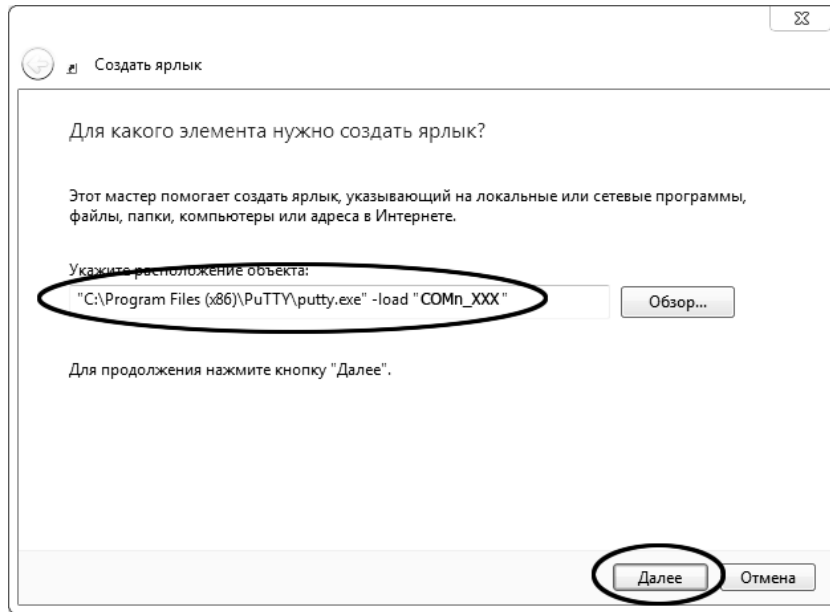 Создать ярлык
Для какого элемента нужно создать ярлык?
Этот мастер помогает создать ярлык, указывающий на локальные или сетевые программы,
файлы, папки, компьютеры или адреса в Интернете.
Укажите расположение объекта:
"C:\Program Files (x86)\PuTTY\putty.exe" -load "COMn_XXX"
Обзор...
Для продолжения нажмите кнопку "Далее".
Далее
Отмена